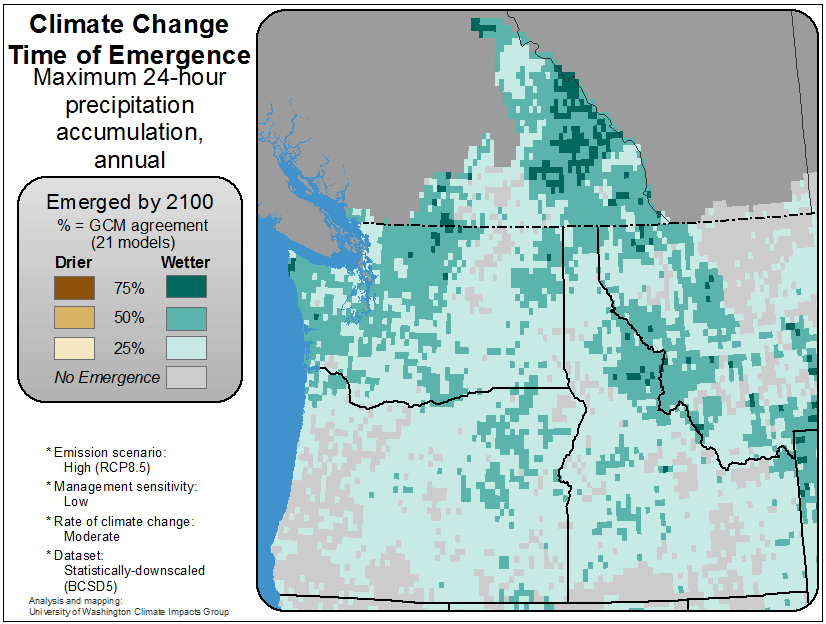 Climate Change
Time of Emergence
Maximum 24-hour
precipitation
accumulation,
annual
Emerged by 2100
% = GCM agreement
(21 models)
Drier Wetter
75%
50%
25%
No Emergence
* Emission scenario:
High (RCP8.5)
* Management sensitivity:
Low
* Rate of climate change:
Moderate
* Dataset:
Statistically-downscaled
(BCSD5)
Analysis and mapping:
University of Washington Climate Impacts Group